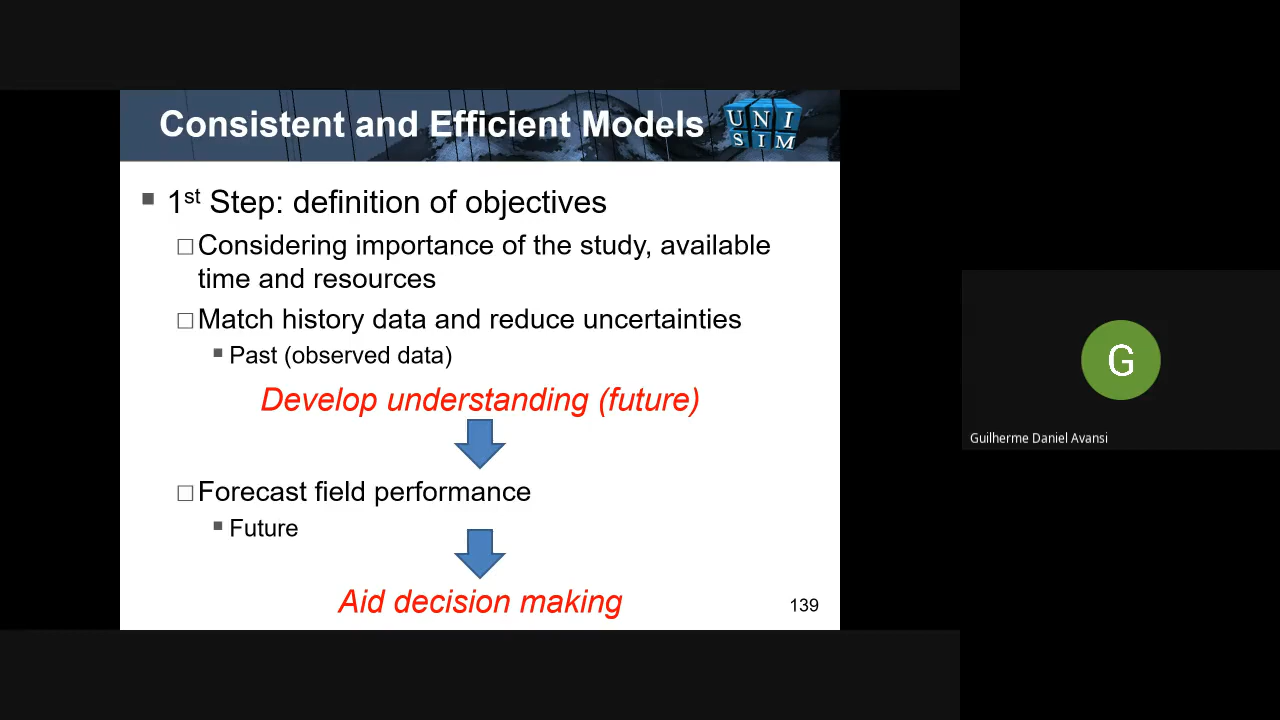 Consistent and Efficient Models
UNI
SIM
1st Step: definition of objectives
Considering importance of the study, available
time and resources
Match history data and reduce uncertainties
Past (observed data)
Develop understanding (future)
Forecast field performance
Future
Aid decision making
139
G
Guilherme Daniel Avansi